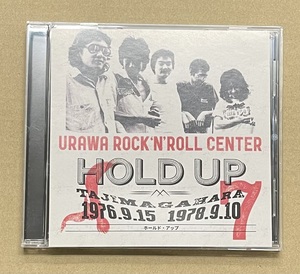 URAWA ROCK'N'ROLL CENTER
HOLD UP
TAJIMAGAHARA
1976.9.15 1978.9.10
ホールド・アップ
7